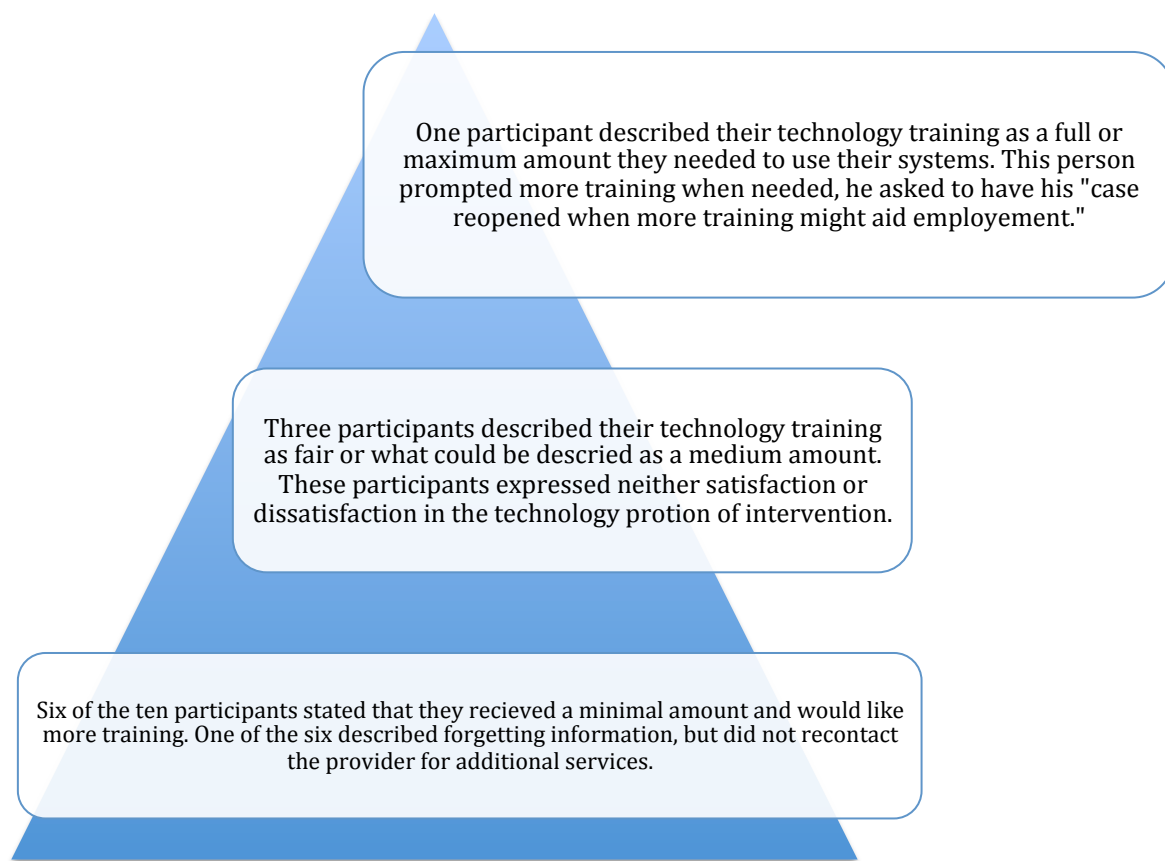 One participant described their technology training as a full or
maximum amount they needed to use their systems. This person
prompted more training when needed, he asked to have his "case
reopened when more training might aid employement."
Three participants described their technology training
as fair or what could be descried as a medium amount.
These participants expressed neither satisfaction or
dissatisfaction in the technology protion of intervention.
Six of the ten participants stated that they recieved a minimal amount and would like
more training. One of the six described forgetting information, but did not recontact
the provider for additional services.